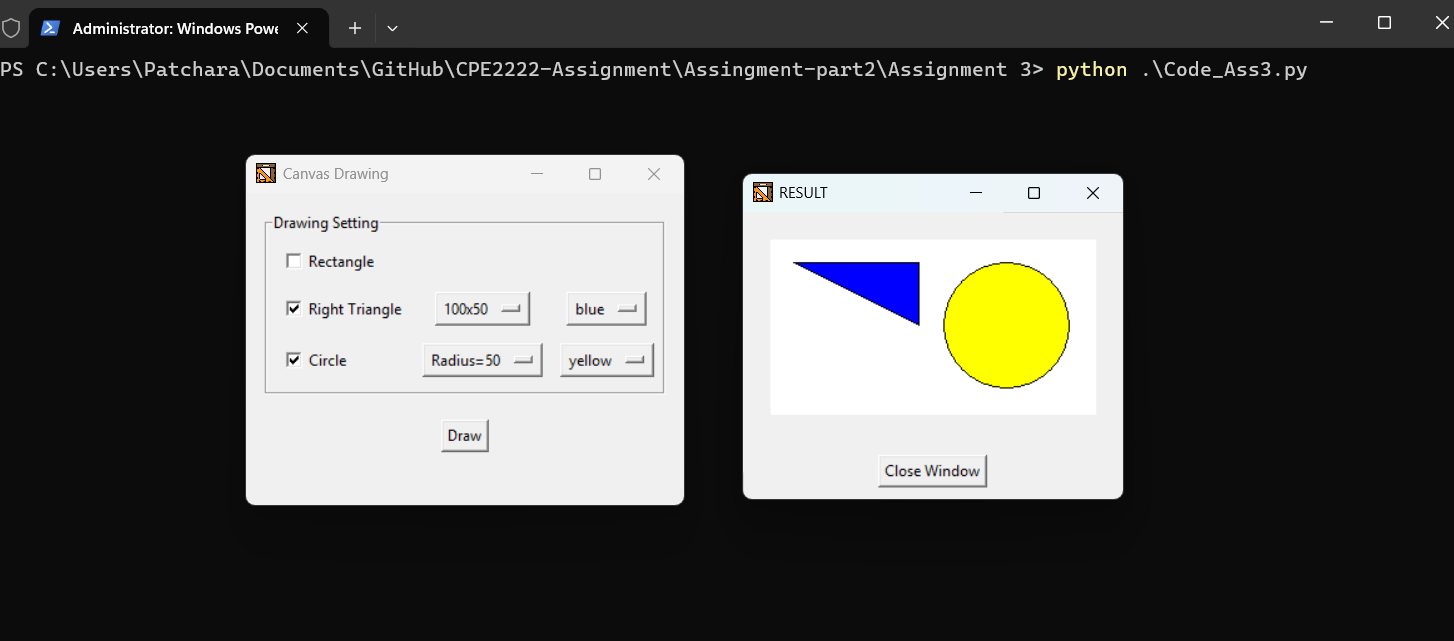 Administrator: Windows Powe
PS C:\Users\Patchara\Documents\GitHub\CPE2222-Assignment\Assingment-part2\Assignment 3> python .\Code_Ass3.py
Canvas Drawing
Drawing Setting
Rectangle
Right Triangle 100x50 blue
Circle Radius=50 yellow
Draw
RESULT
Close Window